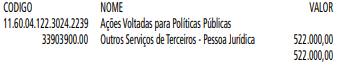 CODIGO NOME VALOR
11.60.04.122.3024.2239 Ações Voltadas para Políticas Públicas
33903900.00 Outros Serviços de Terceiros - Pessoa Jurídica 522.000,00
522.000,00